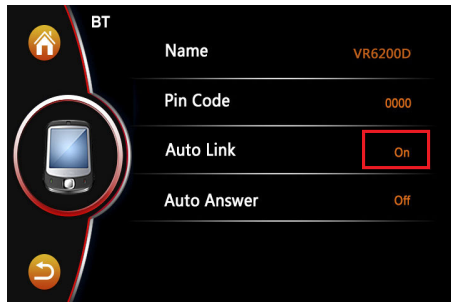 BT
Name VR6200D
Pin Code 0000
Auto Link On
Auto Answer Off